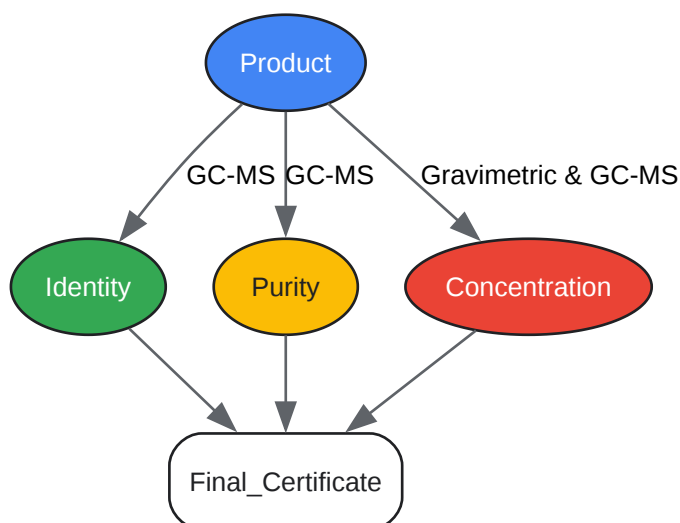 Product
GC-MS
GC-MS
Gravimetric & GC-MS
Identity
Purity
Concentration
Final_Certificate